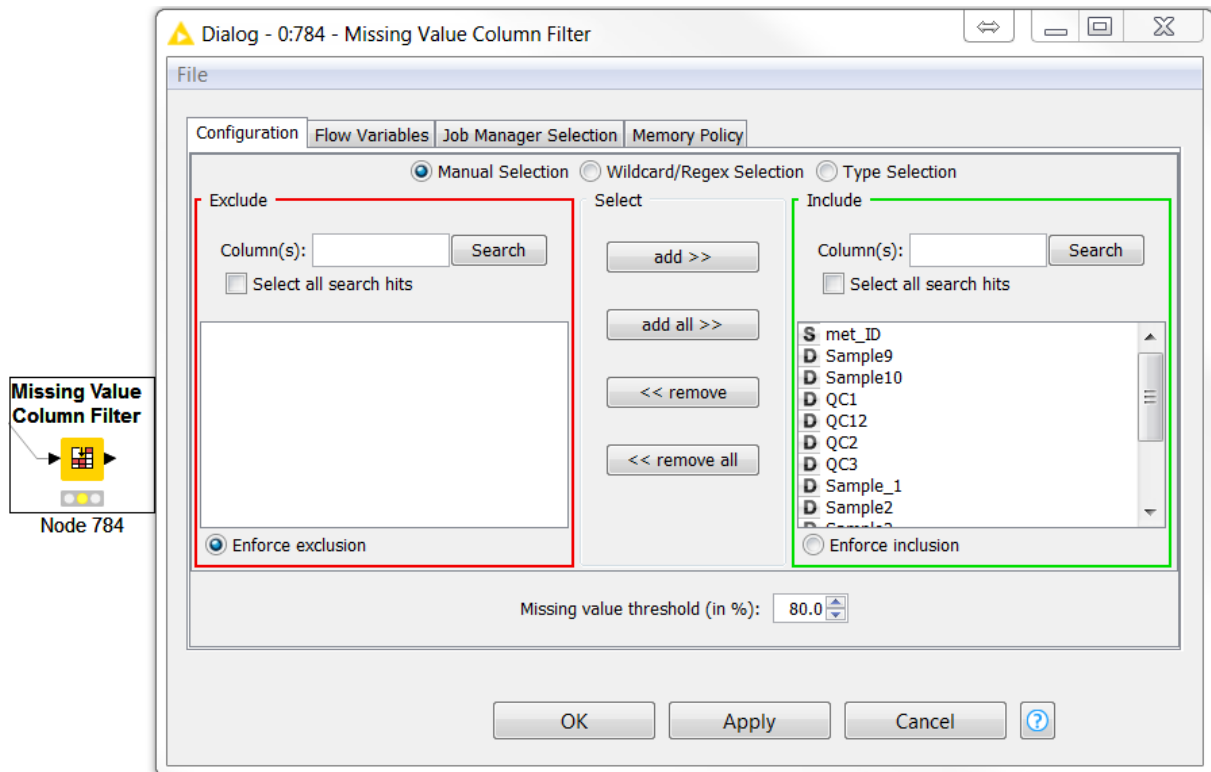 Dialog - 0:784 - Missing Value Column Filter
File
Configuration Flow Variables Job Manager Selection Memory Policy
Manual Selection Wildcard/Regex Selection Type Selection
Exclude Select Include
Column(s): Search add >> Column(s): Search
Select all search hits Select all search hits
add all >>
S met_ID
D Sample9
D Sample10
<< remove
D QC1
D QC12
D QC2
<< remove all
D QC3
D Sample_1
D Sample2
Enforce exclusion Enforce inclusion
Missing value threshold (in %): 80.0
OK Apply Cancel ?
Missing Value
Column Filter
Node 784